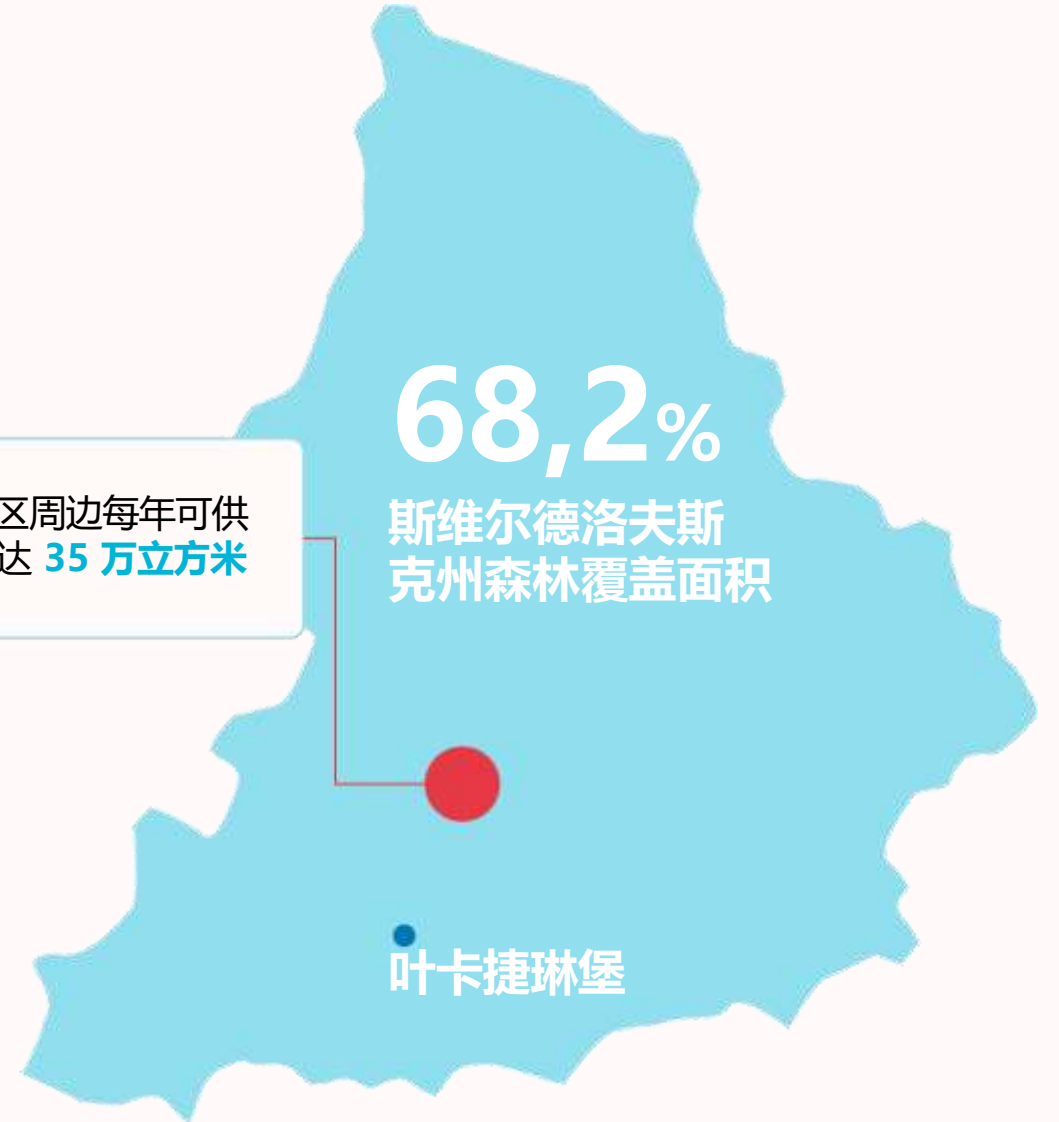 68,2%
斯维尔德洛夫斯
克州森林覆盖面积
区周边每年可供
达 35 万立方米
叶卡捷琳堡